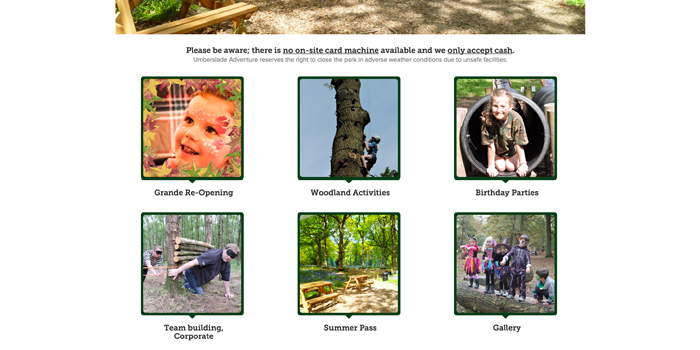 Please be aware; there is no on-site card machine available and we only accept cash.
Umberslade Adverture reserves the right to close the park in adverse weather conditions due to unsafe facilities.
Grande Re-Opening
Woodland Activities
Birthday Parties
Team building,
Corporate
Summer Pass
Gallery